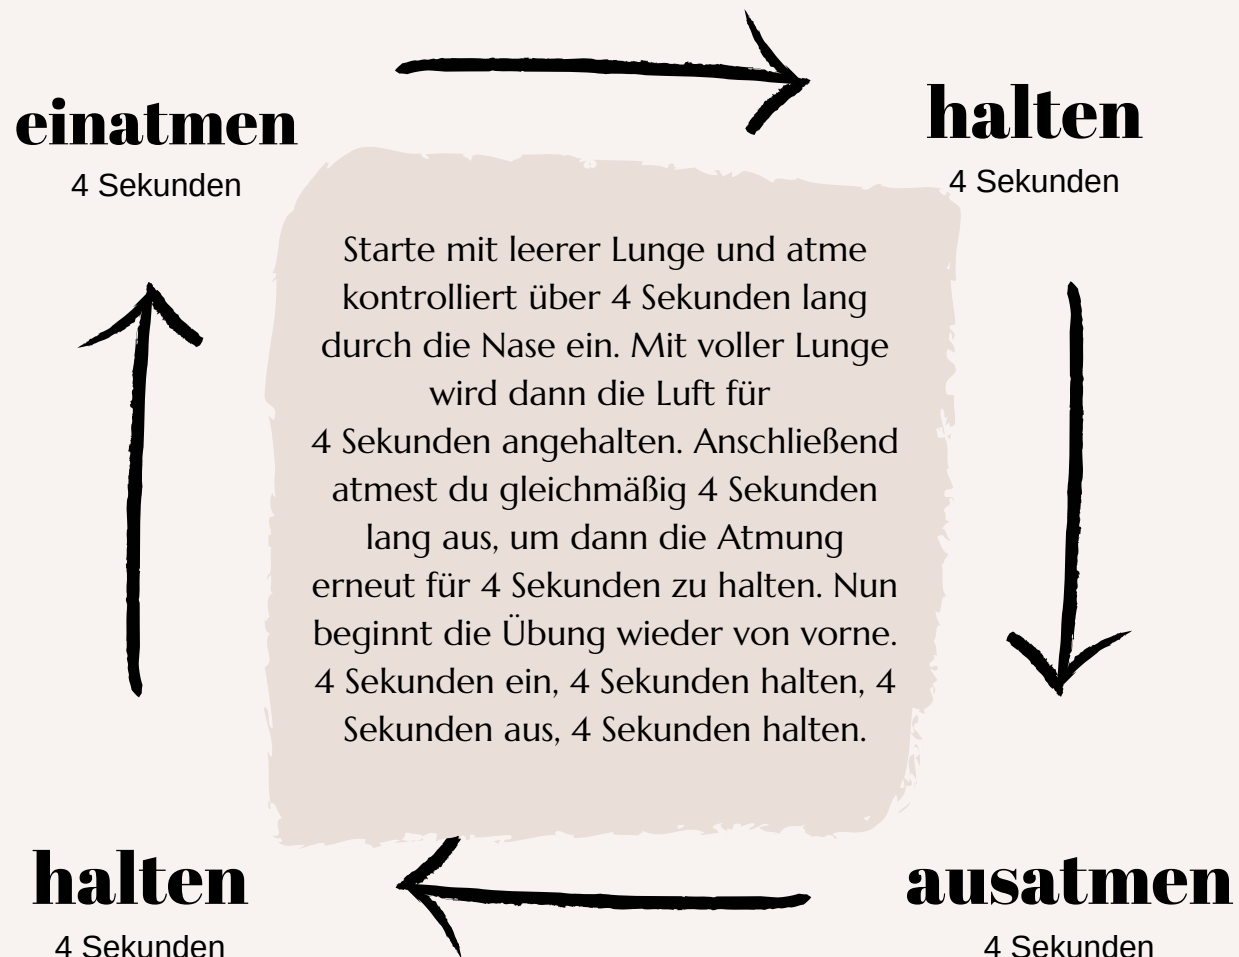 einatmen
halten
4 Sekunden
4 Sekunden
Starte mit leerer Lunge und atme
kontrolliert über 4 Sekunden lang
durch die Nase ein. Mit voller Lunge
wird dann die Luft für
4 Sekunden angehalten. Anschließend
atmest du gleichmäßig 4 Sekunden
lang aus, um dann die Atmung
erneut für 4 Sekunden zu halten. Nun
beginnt die Übung wieder von vorne.
4 Sekunden ein, 4 Sekunden halten, 4
Sekunden aus, 4 Sekunden halten.
halten
ausatmen
4 Sekunden
4 Sekunden